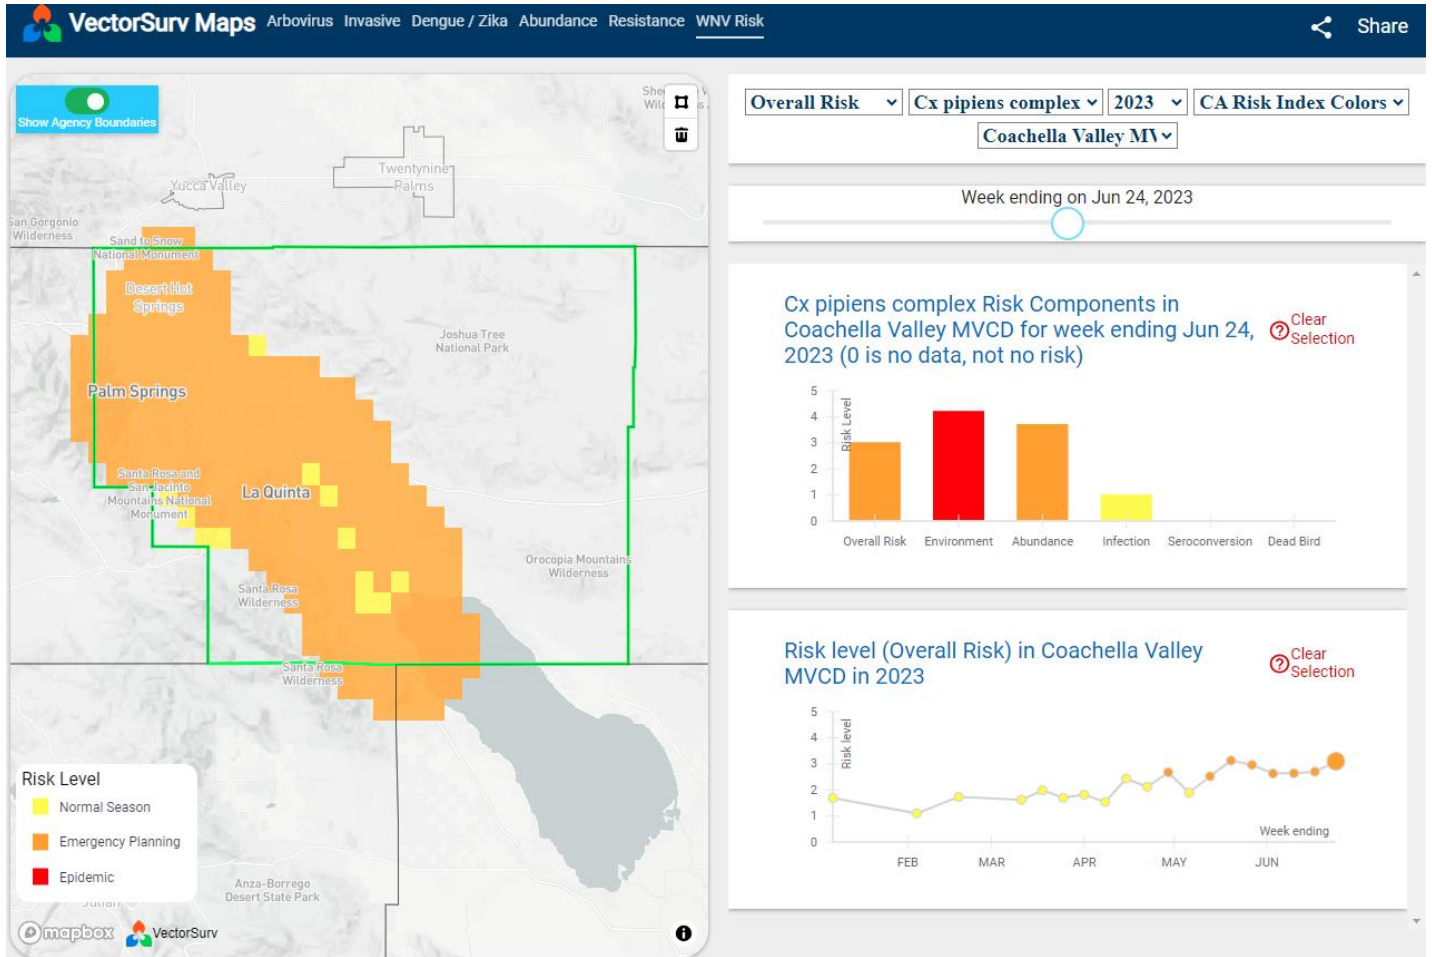 VectorSurv Maps Arbovirus Invasive Dengue / Zika Abundance Resistance WNV Risk Share
Show Agency Boundaries
Yucca Valley
Twentynine
Palms
San Gorgonio
Wilderness
Sand to Snow
National Monument
Desert Hot
Springs
Joshua Tree
National Park
Palm Springs
Santa Rosa and
San Jacinto
Mountains National
Monument
La Quinta
Orocopia Mountains
Wilderness
Santa Rosa
Wilderness
Santa Rosa
Wilderness
Risk Level
Normal Season
Emergency Planning
Epidemic
Anza-Borrego
Desert State Park
mapbox VectorSurv
Overall Risk Cx pipiens complex 2023 CA Risk Index Colors
Coachella Valley MV
Week ending on Jun 24, 2023
Cx pipiens complex Risk Components in
Coachella Valley MVCD for week ending Jun 24,
2023 (0 is no data, not no risk)
Clear
Selection
5
4
3
2
1
0
Risk Level
Overall Risk Environment Abundance Infection Seroconversion Dead Bird
Risk level (Overall Risk) in Coachella Valley
MVCD in 2023
Clear
Selection
5
4
3
2
1
0
Risk level
Week ending
FEB MAR APR MAY JUN